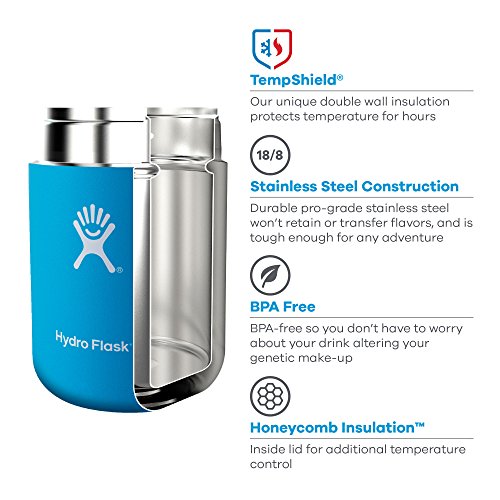 Hydro Flask
®
TempShield®
Our unique double wall insulation
protects temperature for hours
18/8
Stainless Steel Construction
Durable pro-grade stainless steel
won't retain or transfer flavors, and is
tough enough for any adventure
BPA Free
BPA-free so you don't have to worry
about your drink altering your
genetic make-up
Honeycomb Insulation™
Inside lid for additional temperature
control